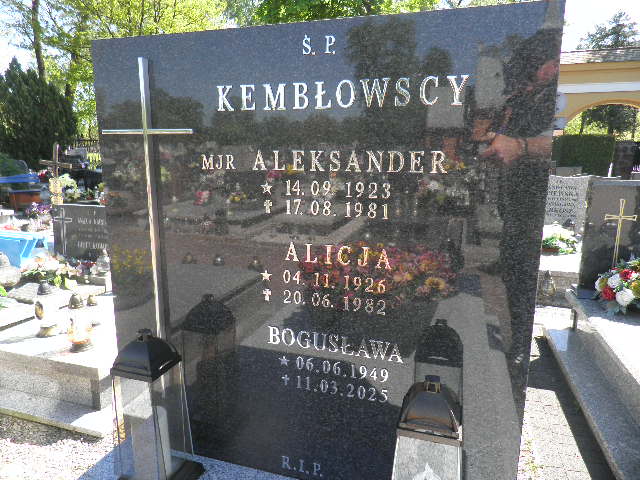 Ś. P.
KEMBŁOWSCY
MJR ALEKSANDER
* 14.09.1923
✝ 17.08.1981
ALICJA
* 04.11.1926
✝ 20.06.1982
BOGUSŁAWA
* 06.06.1949
✝ 11.03.2025
R.I.P.